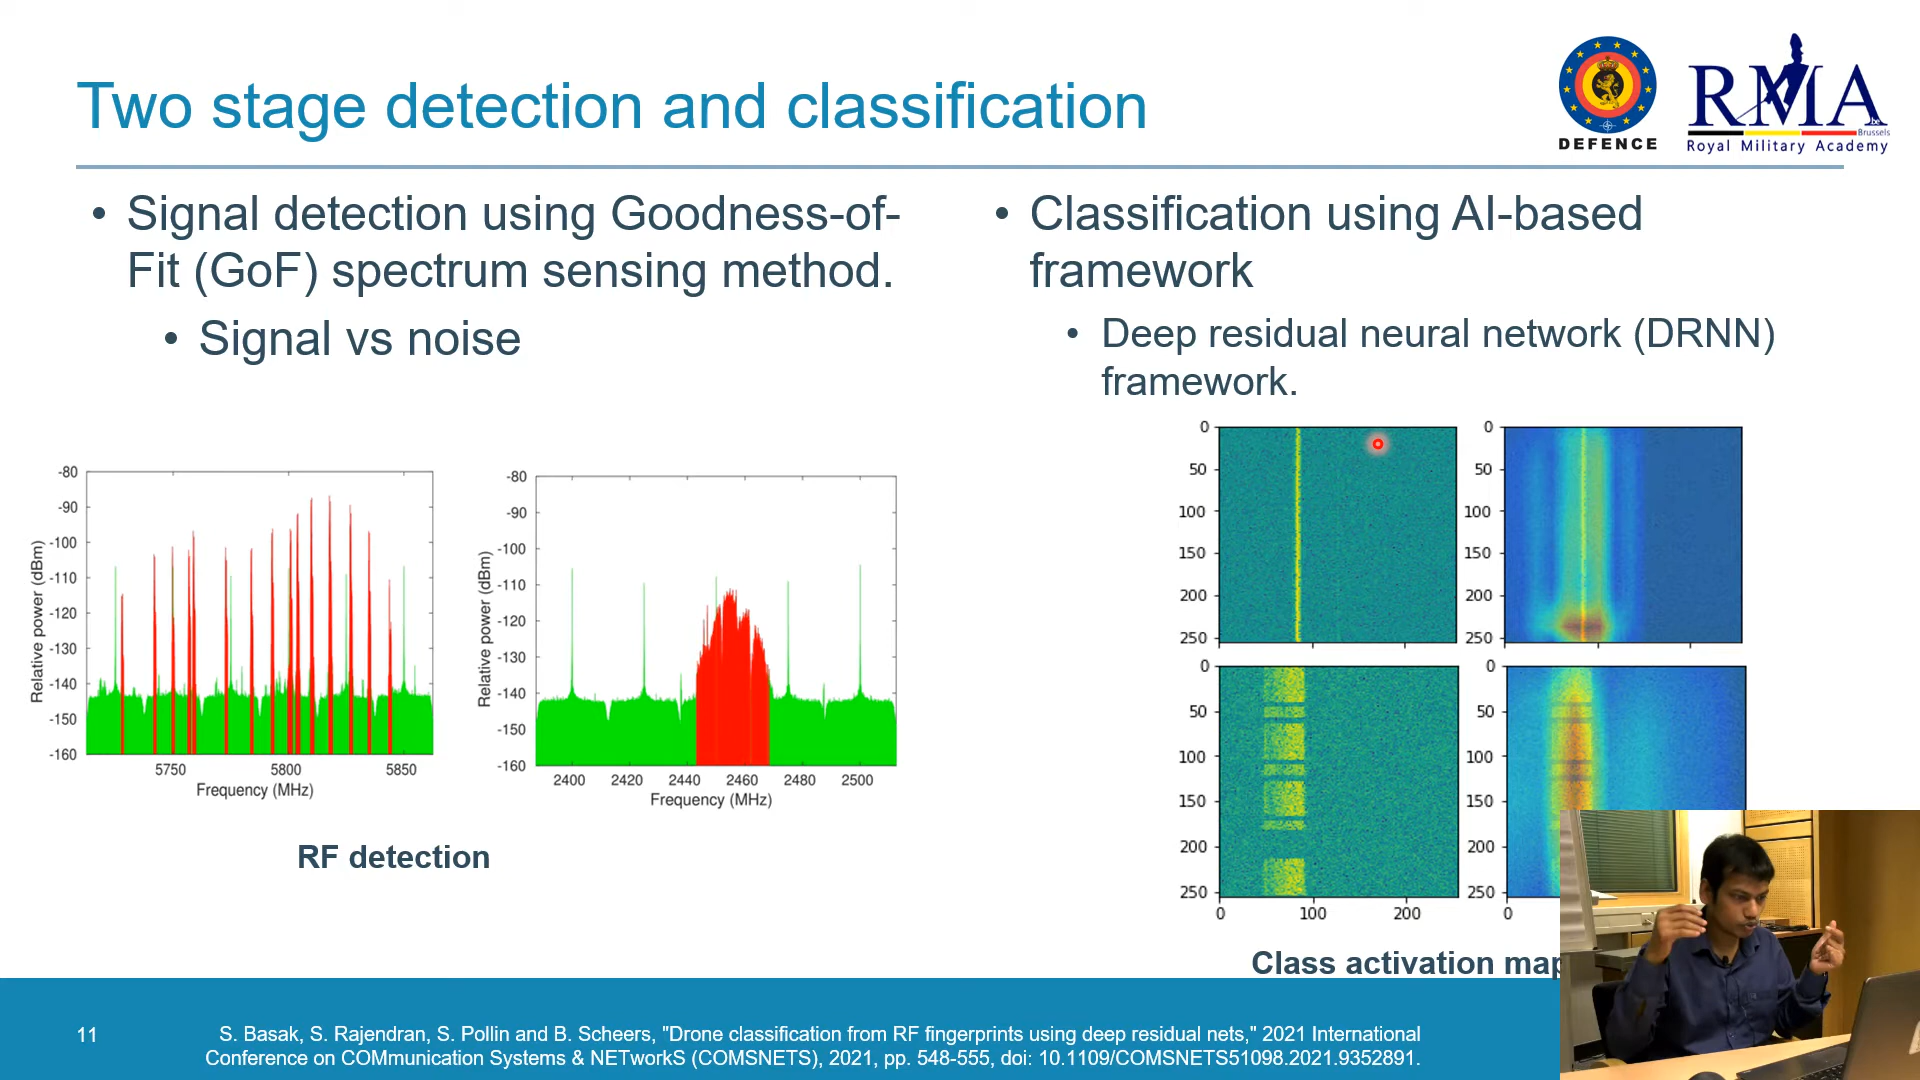 Two stage detection and classification
DEFENCE
RMA
.be
Brussels
Royal Military Academy
• Signal detection using Goodness-of-
Fit (GoF) spectrum sensing method.
• Signal vs noise
• Classification using AI-based
framework
• Deep residual neural network (DRNN)
framework.
-80
-90
-100
-110
-120
-130
-140
-150
-160
Relative power (dBm)
5750 5800 5850
Frequency (MHz)
-80
-90
-100
-110
-120
-130
-140
-150
-160
Relative power (dBm)
2400 2420 2440 2460 2480 2500
Frequency (MHz)
RF detection
0
50
100
150
200
250
0
50
100
150
200
250
0
50
100
150
200
250
0 100 200
0
50
100
150
200
250
0
Class activation map
11
S. Basak, S. Rajendran, S. Pollin and B. Scheers, "Drone classification from RF fingerprints using deep residual nets," 2021 International
Conference on COMmunication Systems & NETworkS (COMSNETS), 2021, pp. 548-555, doi: 10.1109/COMSNETS51098.2021.9352891.